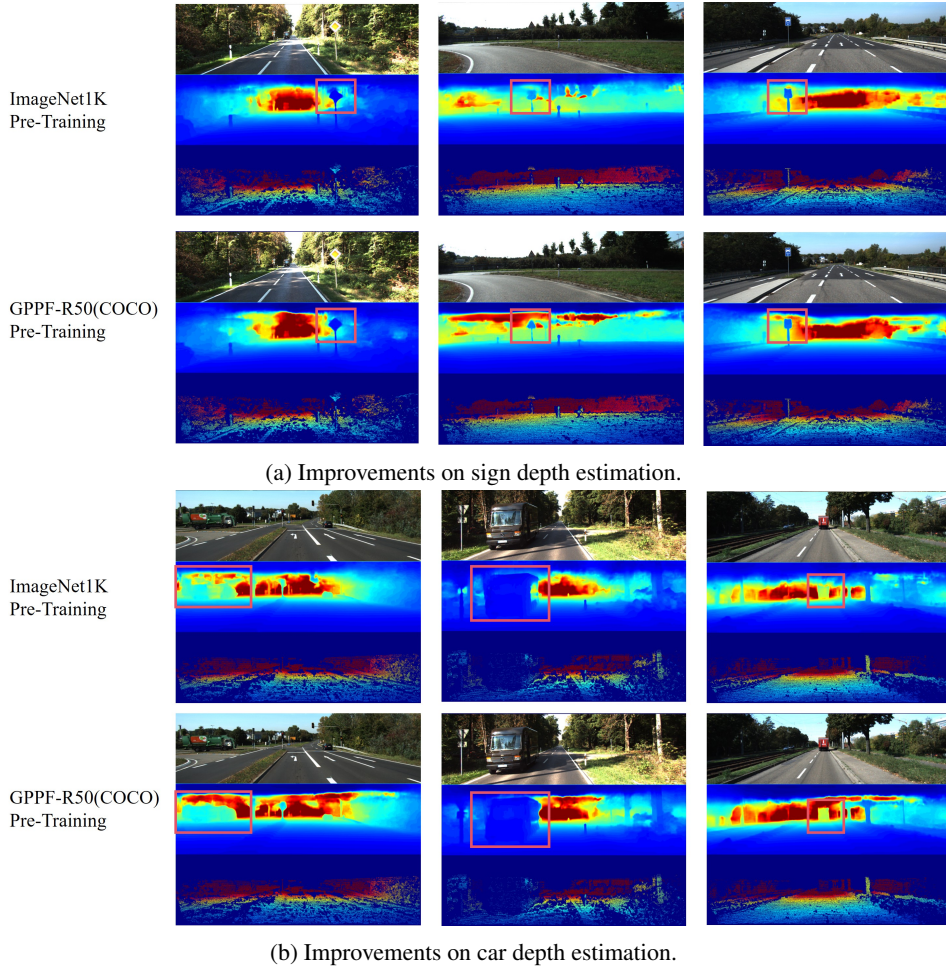 ImageNet1K
Pre-Training
GPPF-R50(COCO)
Pre-Training
(a) Improvements on sign depth estimation.
ImageNet1K
Pre-Training
GPPF-R50(COCO)
Pre-Training
(b) Improvements on car depth estimation.